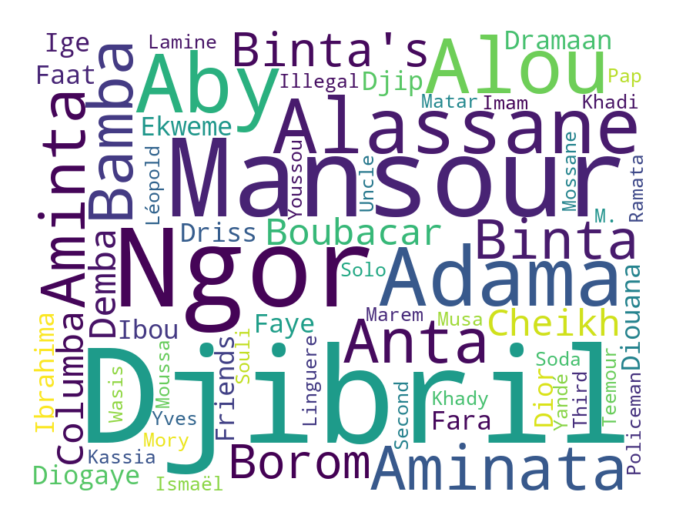 Ige
Lamine
Binta's
Alou
Dramaan
Faat
Bamba
Aby
Illegal
Djip
Pap
Aminta
Ekweme
Alassane
Matar
Imam
Khadi
Léopold
Mansour
Youssou
Uncle
Mossane
Ramata
M.
Demba
Driss
Boubacar
Binta
Ngor
Solo
Adama
Diouana
Ibrahima
Columba
Ibou
Faye
Anta
Marem
Musa
Cheikh
Djibril
Wasis
Moussa
Friends
Souli
Linguere
Soda
Dior
Yande
Third
Teemour
Policeman
Yves
Second
Khady
Fara
Mory
Kassia
Diogaye
Ismaël
Borom
Aminata